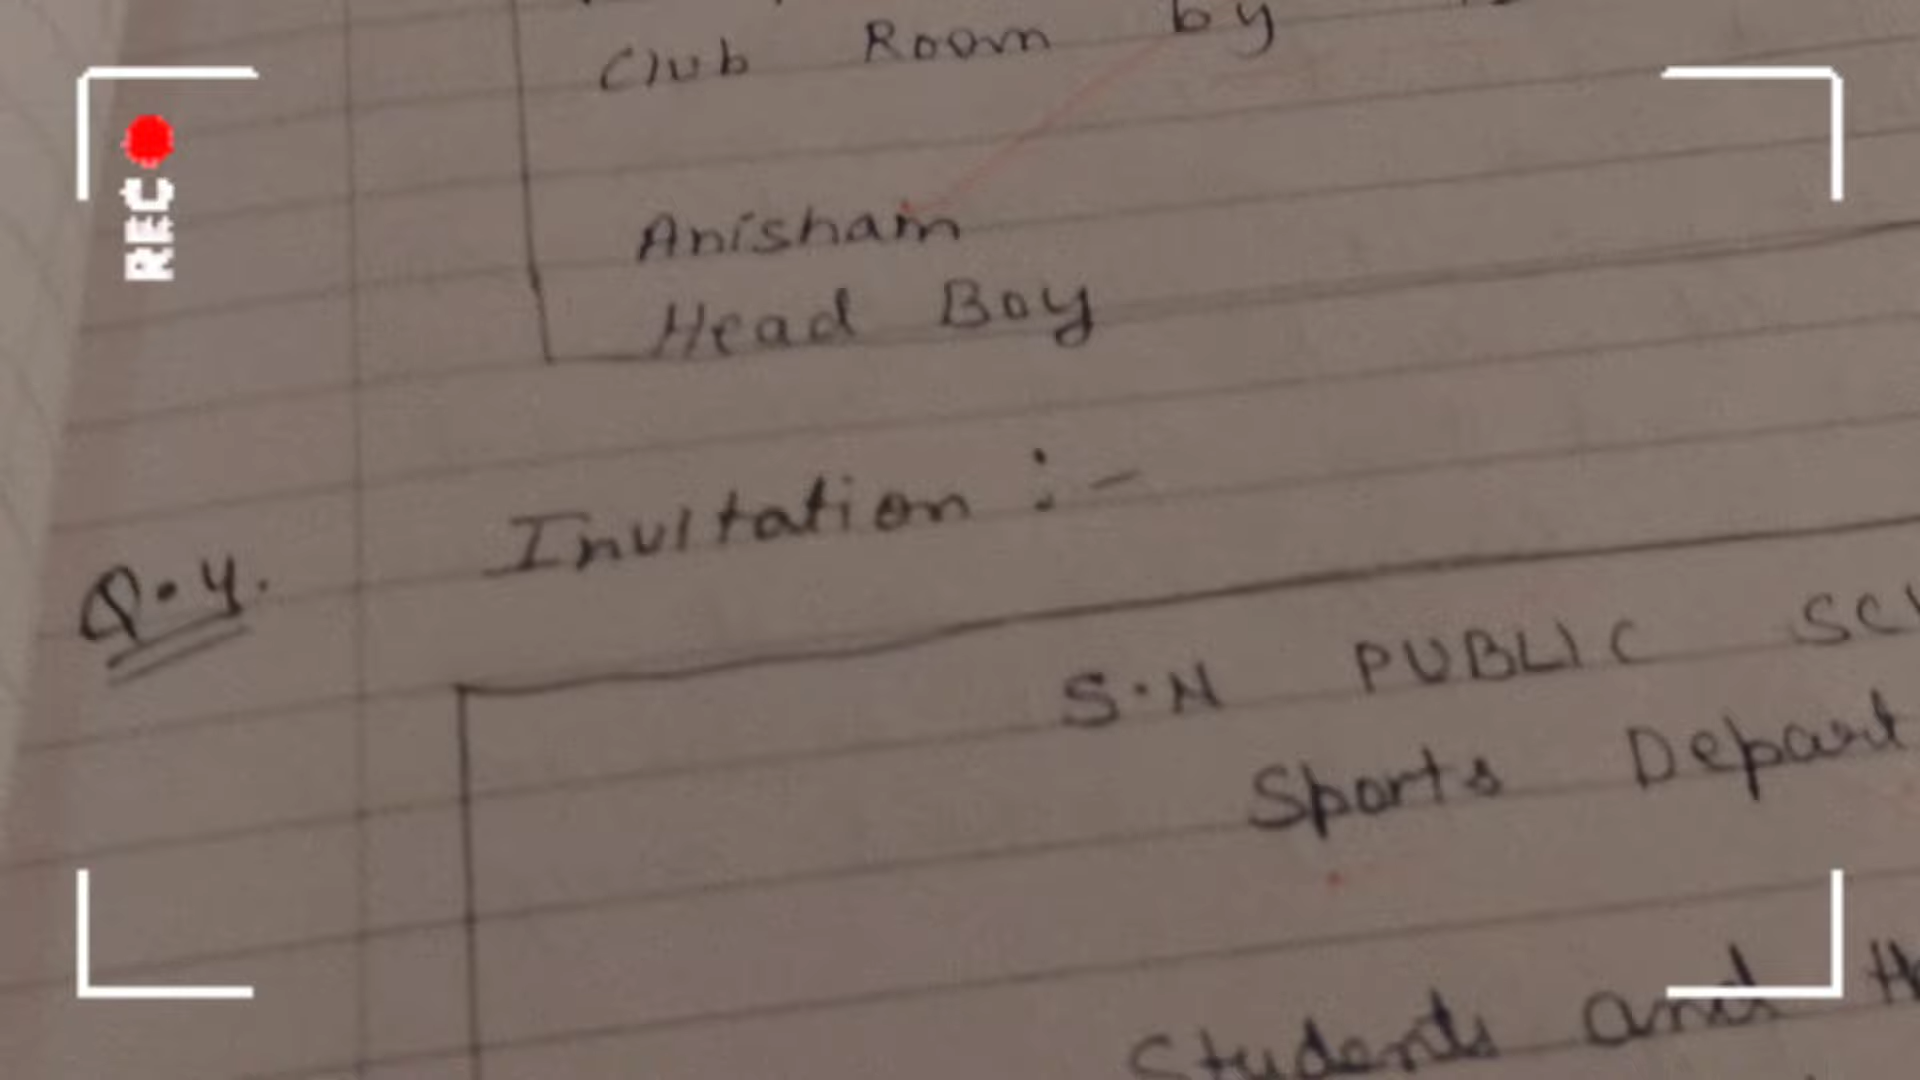 Club Room by
REC
Anisham
Head Boy
Q.4. Invitation :-
S.N PUBLIC
Sports Depart
Students and